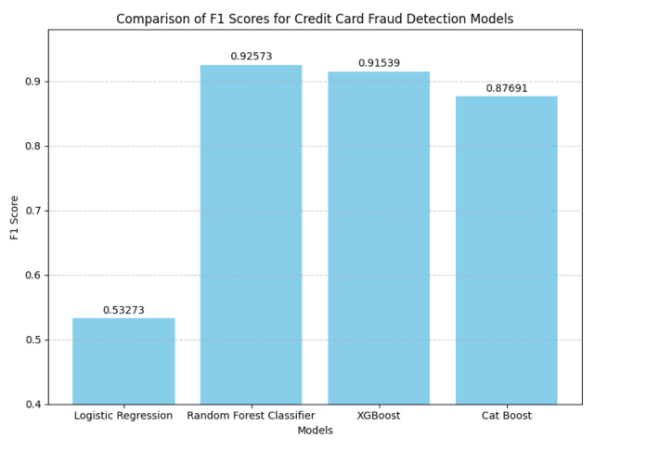 Comparison of F1 Scores for Credit Card Fraud Detection Models
0.92573
0.91539
0.87691
0.53273
0.9
0.8
0.7
0.6
0.5
0.4
F1 Score
Logistic Regression
Random Forest Classifier
XGBoost
Cat Boost
Models